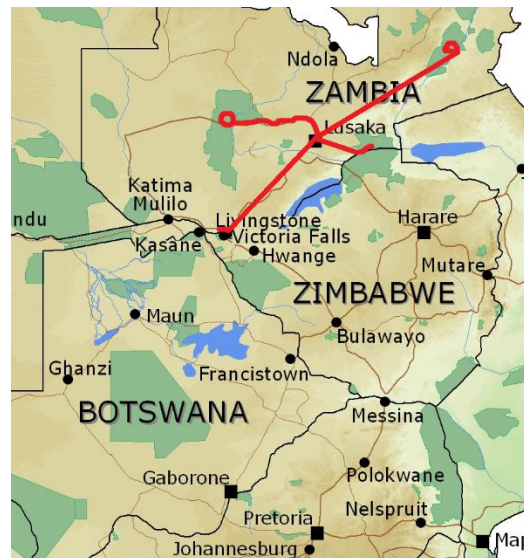 Ndola
ZAMBIA
Lusaka
Katima
Mulilo
Livingstone
ndu
Victoria Falls
Kasane
Harare
Hwange
Mutare
ZIMBABWE
Maun
Bulawayo
Ghanzi
Francistown
BOTSWANA
Messina
Polokwane
Gaborone
Nelspruit
Pretoria
Map
Johannesburg